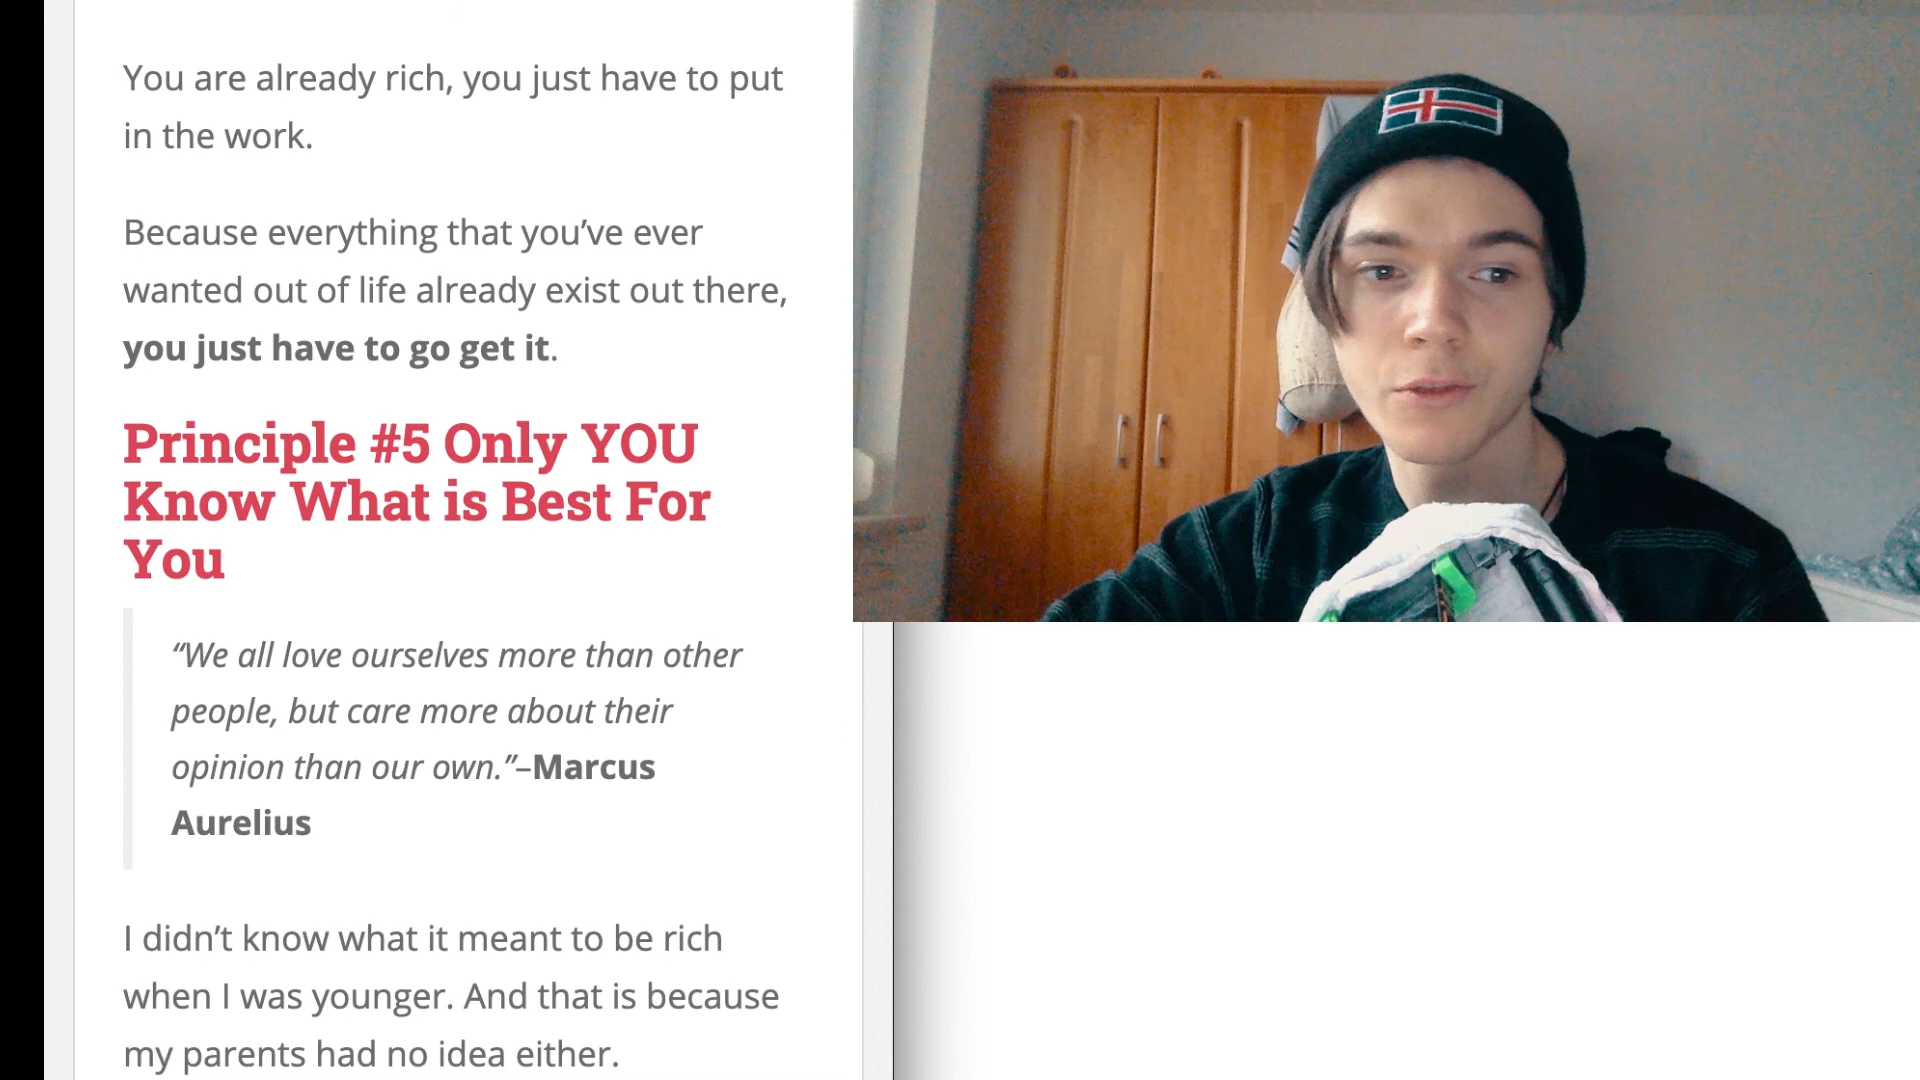 You are already rich, you just have to put
in the work.
Because everything that you’ve ever
wanted out of life already exist out there,
you just have to go get it.
Principle #5 Only YOU
Know What is Best For
You
“We all love ourselves more than other
people, but care more about their
opinion than our own.”–Marcus
Aurelius
I didn’t know what it meant to be rich
when I was younger. And that is because
my parents had no idea either.